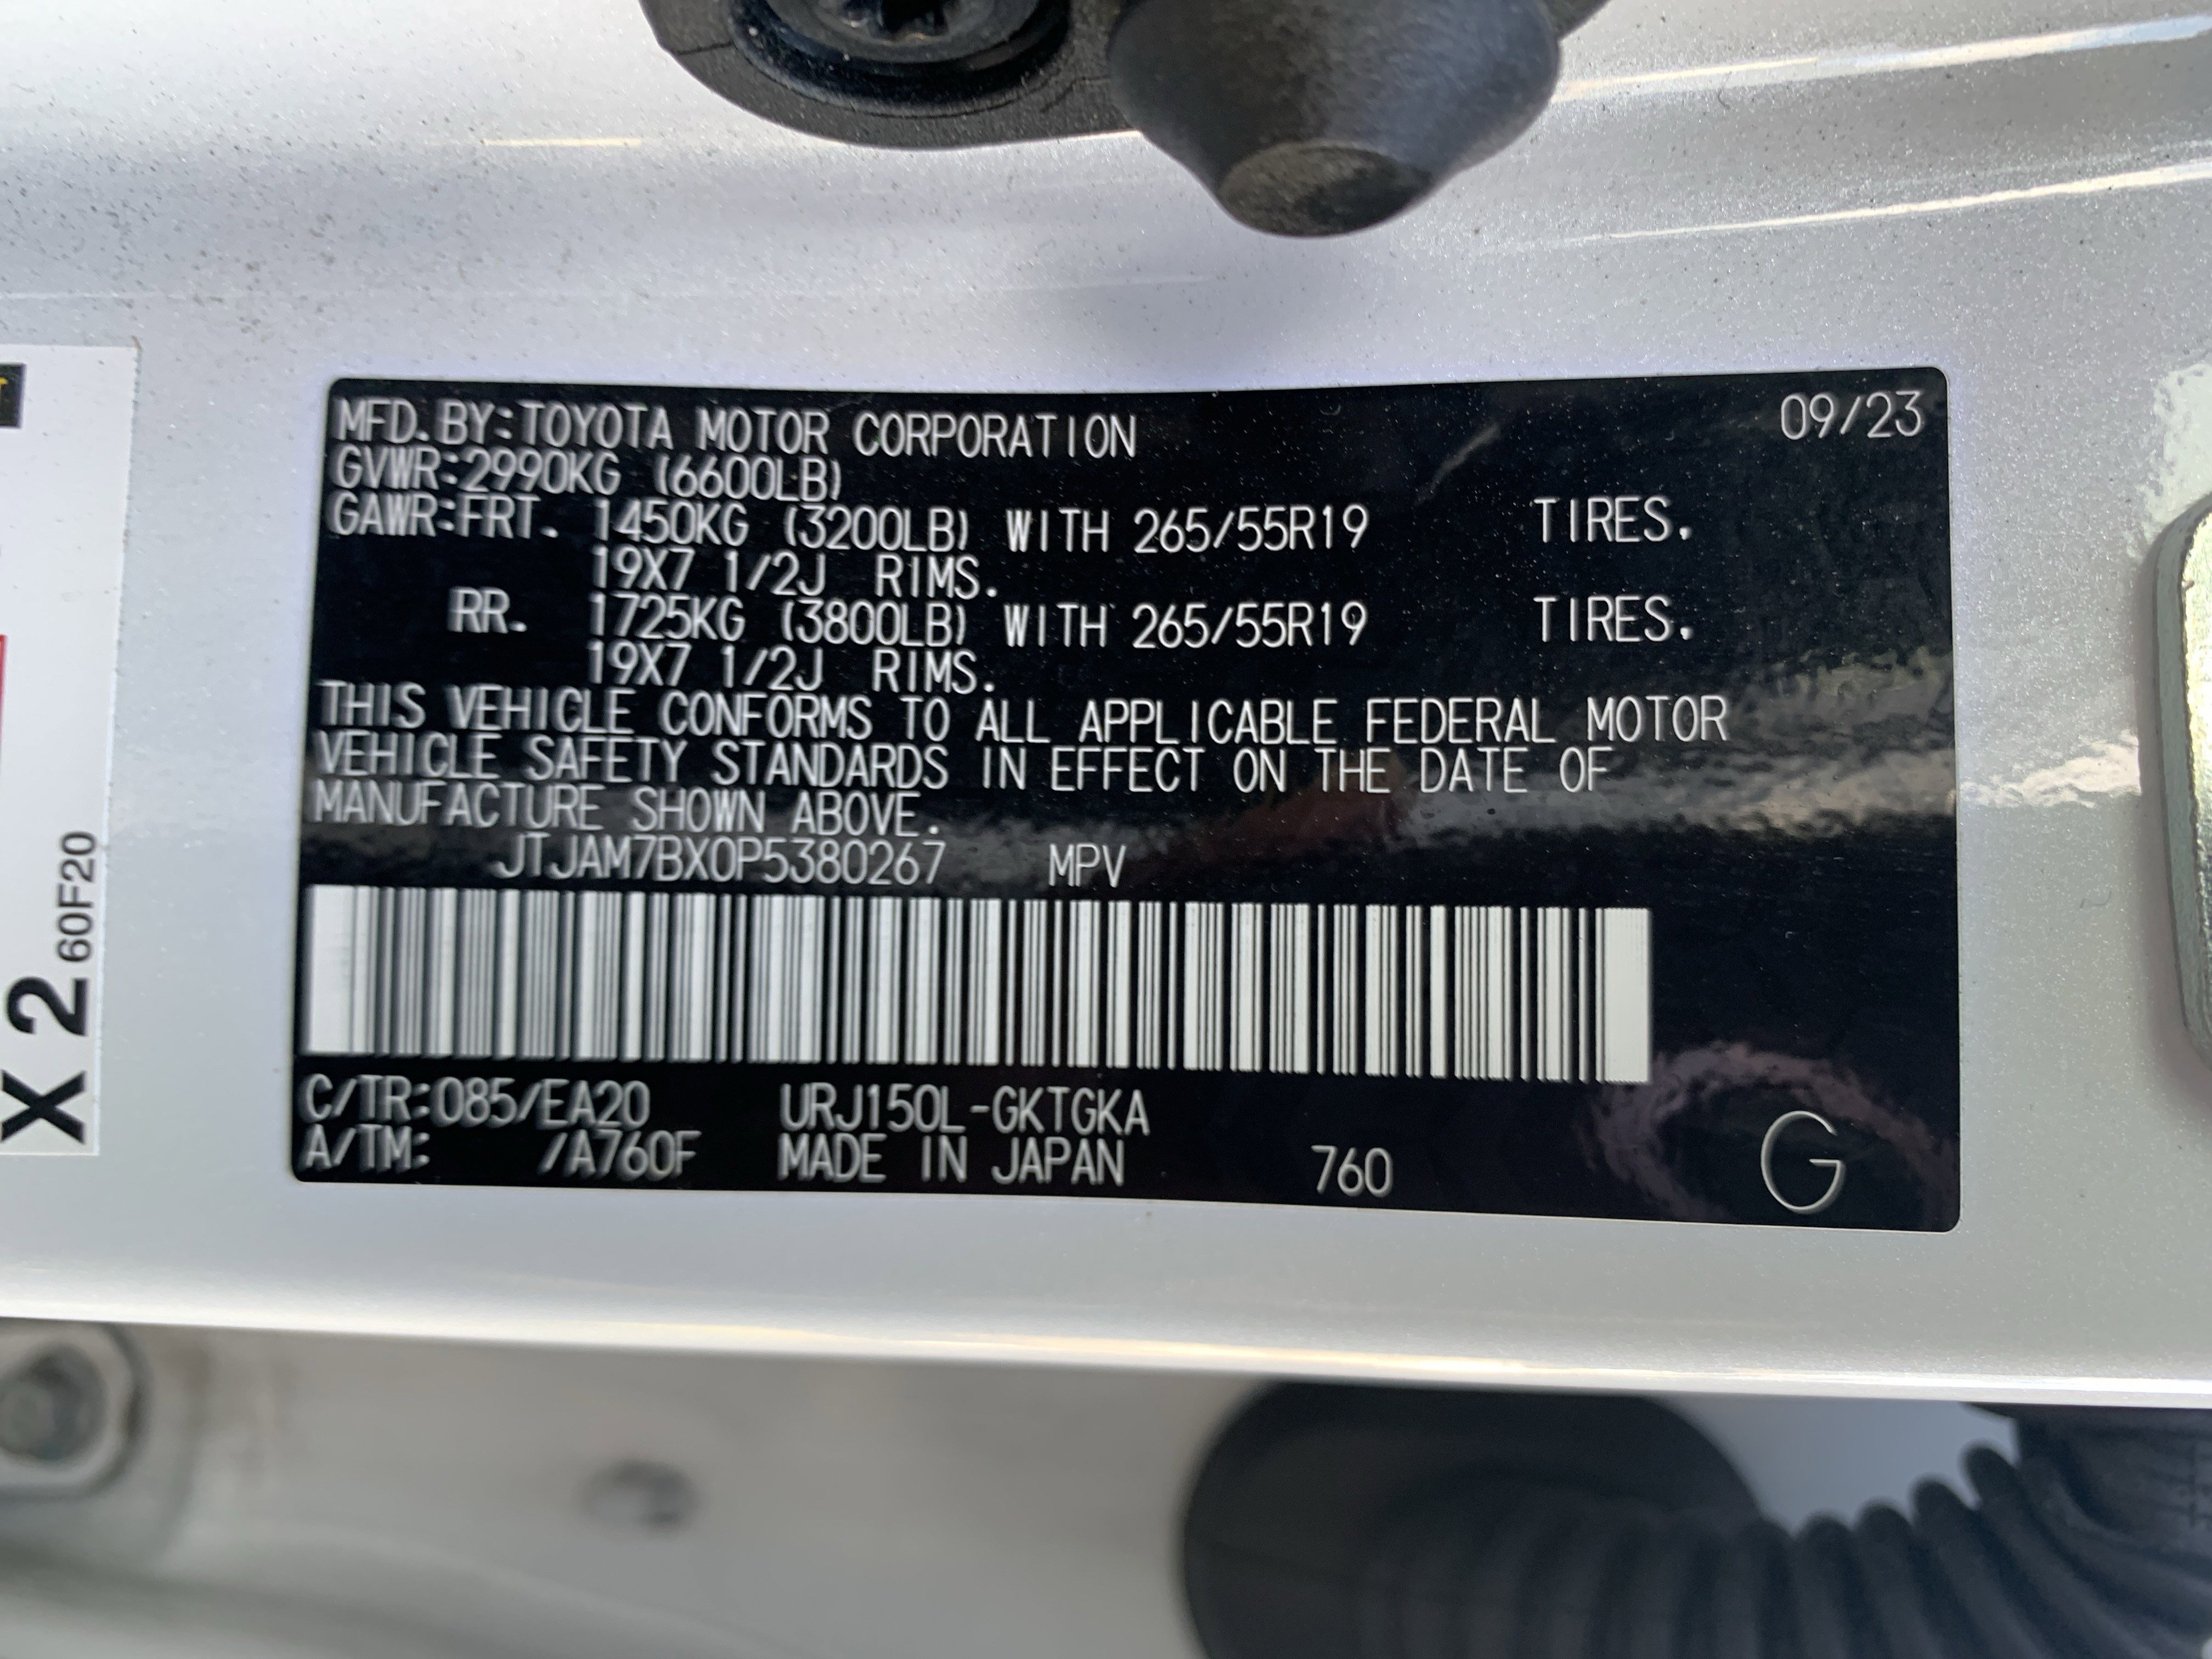 MFD.BY:TOYOTA MOTOR CORPORATION 09/23
GVWR:2990KG (6600LB)
GAWR:FRT. 1450KG (3200LB) WITH 265/55R19 TIRES.
19X7 1/2J RIMS.
RR. 1725KG (3800LB) WITH 265/55R19 TIRES.
19X7 1/2J RIMS.
THIS VEHICLE CONFORMS TO ALL APPLICABLE FEDERAL MOTOR
VEHICLE SAFETY STANDARDS IN EFFECT ON THE DATE OF
MANUFACTURE SHOWN ABOVE.
JTJAM7BX0P5380267 MPV
C/TR:085/EA20 URJ150L-GKTGKA
A/TM: /A760F MADE IN JAPAN 760 G
X 2 60F20